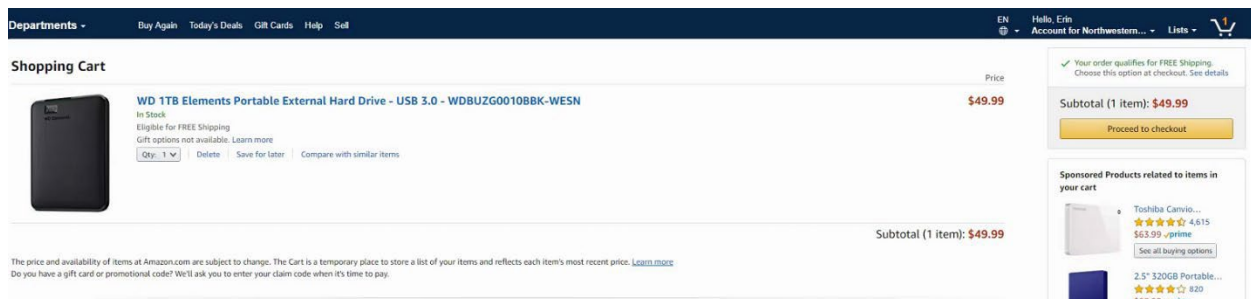 Departments
Buy Again Today's Deals Gift Cards Help Sell
EN
Hello, Erin
Account for Northwestern... Lists
1
Shopping Cart
Price
WD 1TB Elements Portable External Hard Drive - USB 3.0 - WDBUZG0010BBK-WESN
$49.99
In Stock
Eligible for FREE Shipping
Gift options not available. Learn more
Qty: 1 Delete Save for later Compare with similar items
Subtotal (1 item): $49.99
The price and availability of items at Amazon.com are subject to change. The Cart is a temporary place to store a list of your items and reflects each item's most recent price. Learn more
Do you have a gift card or promotional code? We'll ask you to enter your claim code when it's time to pay.
Your order qualifies for FREE Shipping.
Choose this option at checkout. See details
Subtotal (1 item): $49.99
Proceed to checkout
Sponsored Products related to items in
your cart
Toshiba Canvio...
4,615
$63.99 prime
See all buying options
2.5" 320GB Portable...
820